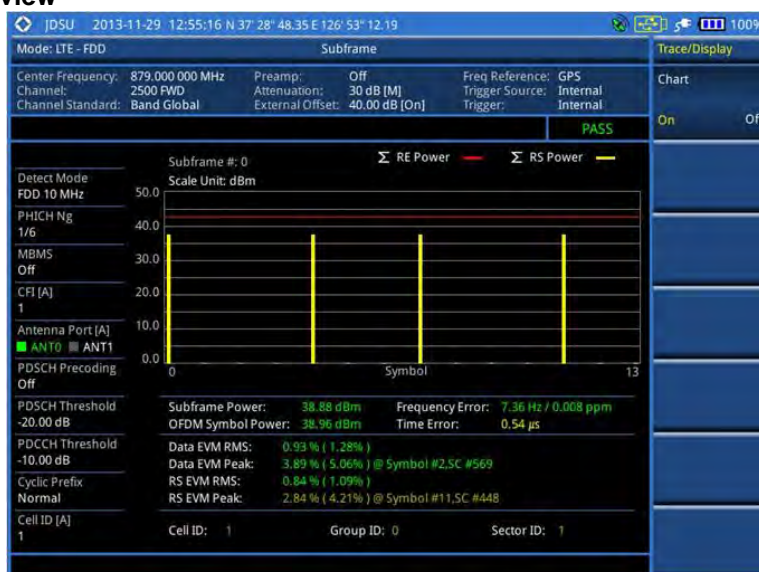 view
JDSU 2013-11-29 12:55:16 N 37' 28" 48.35 E 126' 53" 12.19 100%
Mode: LTE - FDD Subframe Trace/Display
Center Frequency: 879.000 000 MHz Preamp: Off Freq Reference: GPS
Channel: 2500 FWD Attenuation: 30 dB [M] Trigger Source: Internal
Channel Standard: Band Global External Offset: 40.00 dB [On] Trigger: Internal
Chart
On Of
PASS
Subframe #: 0 Σ RE Power Σ RS Power
Scale Unit: dBm
50.0
40.0
30.0
20.0
10.0
0.0
0 Symbol 13
Detect Mode
FDD 10 MHz
PHICH Ng
1/6
MBMS
Off
CFI [A]
1
Antenna Port [A]
ANT0 ANT1
PDSCH Precoding
Off
PDSCH Threshold
-20.00 dB
PDCCH Threshold
-10.00 dB
Cyclic Prefix
Normal
Cell ID [A]
1
Subframe Power: 38.88 dBm Frequency Error: 7.36 Hz / 0.008 ppm
OFDM Symbol Power: 38.96 dBm Time Error: 0.54 µs
Data EVM RMS: 0.93 % ( 1.28% )
Data EVM Peak: 3.89 % ( 5.06% ) @ Symbol #2,SC #569
RS EVM RMS: 0.84 % ( 1.09% )
RS EVM Peak: 2.84 % ( 4.21% ) @ Symbol #11,SC #448
Cell ID: 1 Group ID: 0 Sector ID: 1